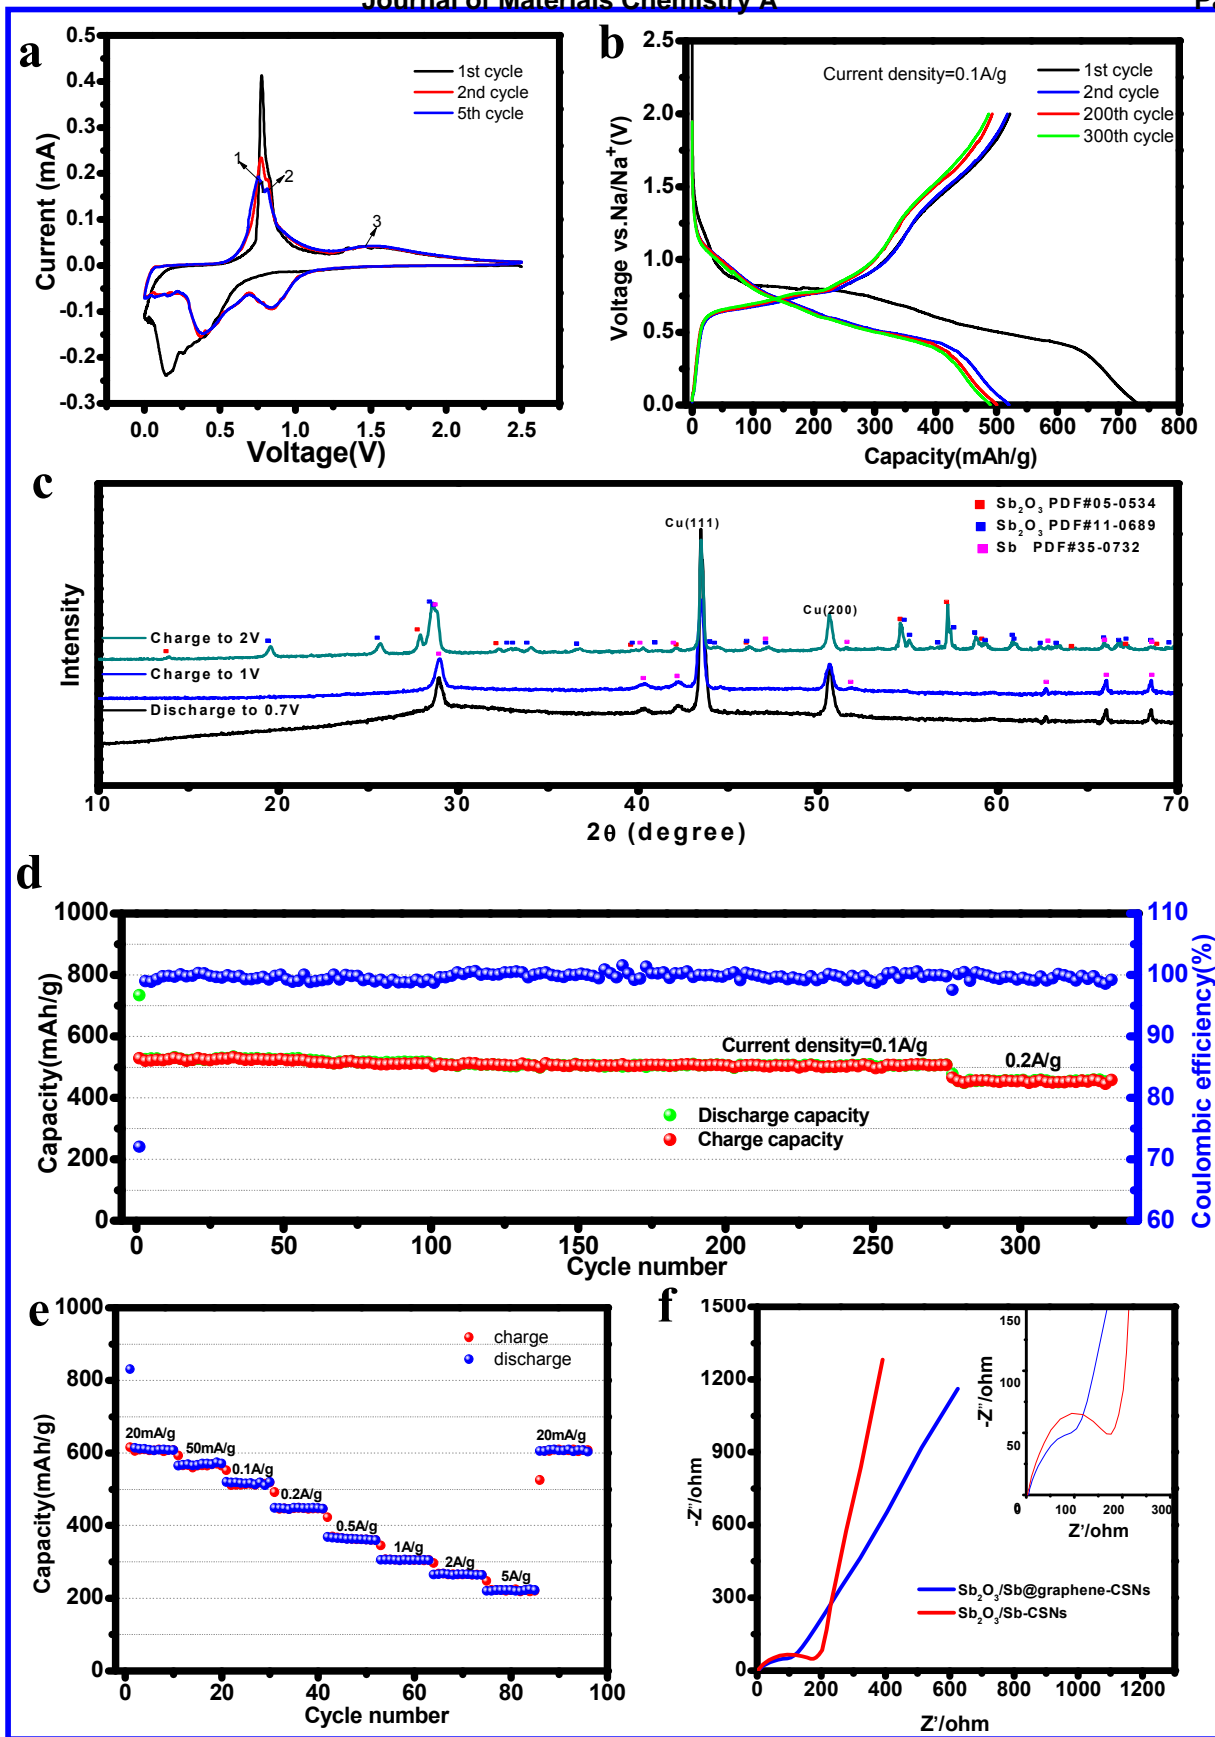 Journal of Materials Chemistry A
a
0.5
0.4
0.3
0.2
0.1
0.0
-0.1
-0.2
-0.3
Current (mA)
1st cycle
2nd cycle
5th cycle
1
2
3
0.0 0.5 1.0 1.5 2.0 2.5
Voltage(V)
b
2.5
2.0
1.5
1.0
0.5
0.0
Voltage vs.Na/Na⁺(V)
Current density=0.1A/g
1st cycle
2nd cycle
200th cycle
300th cycle
0 100 200 300 400 500 600 700 800
Capacity(mAh/g)
c
Intensity
Cu(111)
Cu(200)
Sb₂O₃ PDF#05-0534
Sb₂O₃ PDF#11-0689
Sb PDF#35-0732
Charge to 2V
Charge to 1V
Discharge to 0.7V
10 20 30 40 50 60 70
2θ (degree)
d
1000
800
600
400
200
0
Capacity(mAh/g)
Current density=0.1A/g
0.2A/g
Discharge capacity
Charge capacity
110
100
90
80
70
60
Coulombic efficiency(%)
0 50 100 150 200 250 300
Cycle number
e
1000
800
600
400
200
0
Capacity(mAh/g)
charge
discharge
20mA/g
50mA/g
0.1A/g
0.2A/g
0.5A/g
1A/g
2A/g
5A/g
20mA/g
0 20 40 60 80 100
Cycle number
f
1500
1200
900
600
300
0
-Z''/ohm
150
100
50
0
-Z''/ohm
0 100 200 300
Z'/ohm
Sb₂O₃/Sb@graphene-CSNs
Sb₂O₃/Sb-CSNs
0 200 400 600 800 1000 1200
Z'/ohm